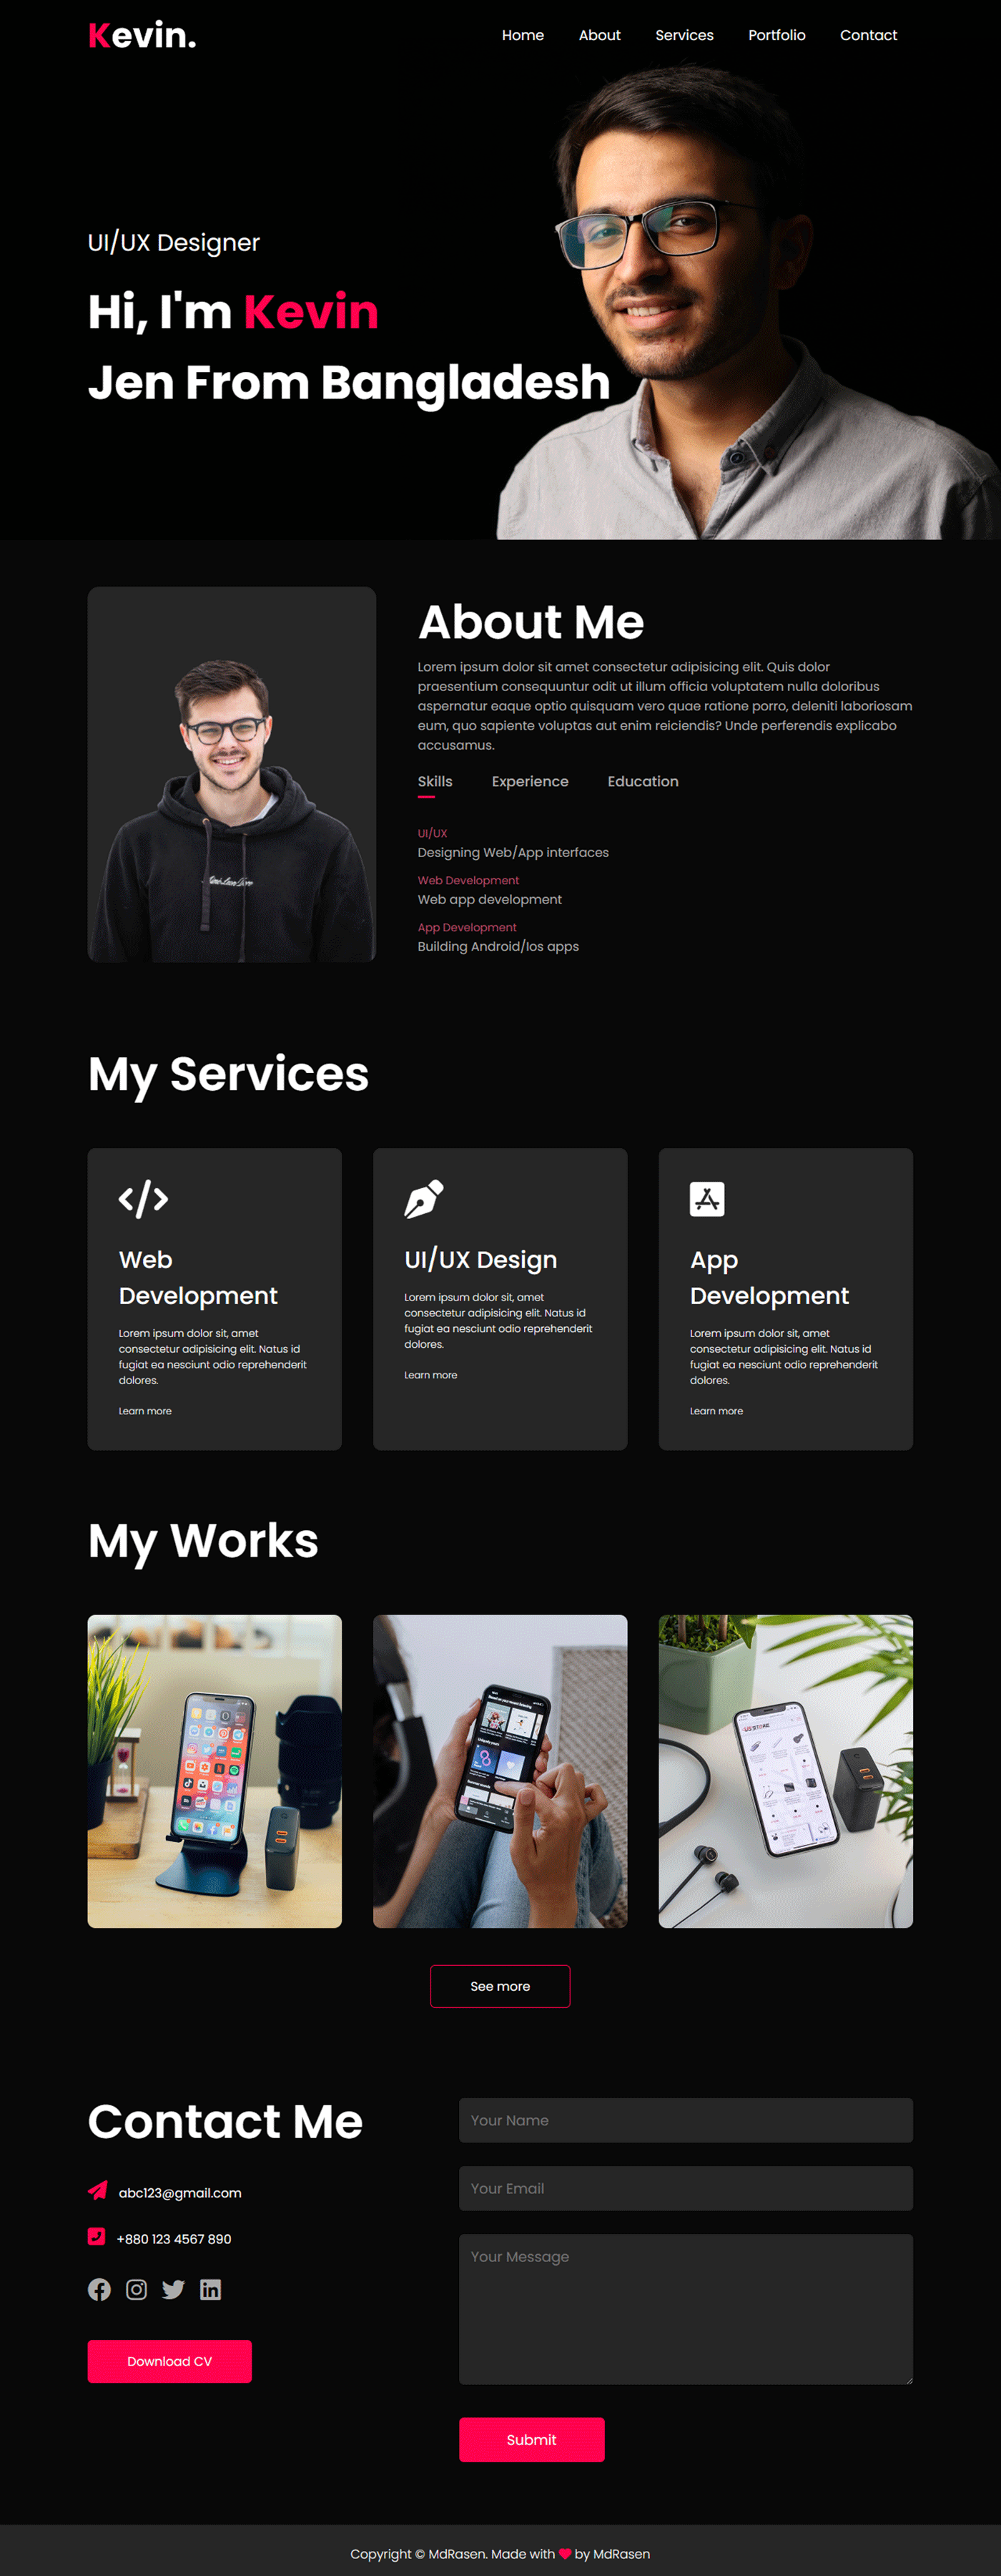 Kevin.
Home About Services Portfolio Contact
UI/UX Designer
Hi, I'm Kevin
Jen From Bangladesh
About Me
Lorem ipsum dolor sit amet consectetur adipisicing elit. Quis dolor
praesentium consequuntur odit ut illum officia voluptatem nulla doloribus
aspernatur eaque optio quisquam vero quae ratione porro, deleniti laboriosam
eum, quo sapiente voluptas aut enim reiciendis? Unde perferendis explicabo
accusamus.
Skills Experience Education
UI/UX
Designing Web/App interfaces
Web Development
Web app development
App Development
Building Android/Ios apps
My Services
Web
Development
Lorem ipsum dolor sit, amet
consectetur adipisicing elit. Natus id
fugiat ea nesciunt odio reprehenderit
dolores.
Learn more
UI/UX Design
Lorem ipsum dolor sit, amet
consectetur adipisicing elit. Natus id
fugiat ea nesciunt odio reprehenderit
dolores.
Learn more
App
Development
Lorem ipsum dolor sit, amet
consectetur adipisicing elit. Natus id
fugiat ea nesciunt odio reprehenderit
dolores.
Learn more
My Works
See more
Contact Me
abc123@gmail.com
+880 123 4567 890
Download CV
Your Name
Your Email
Your Message
Submit
Copyright © MdRasen. Made with ❤ by MdRasen